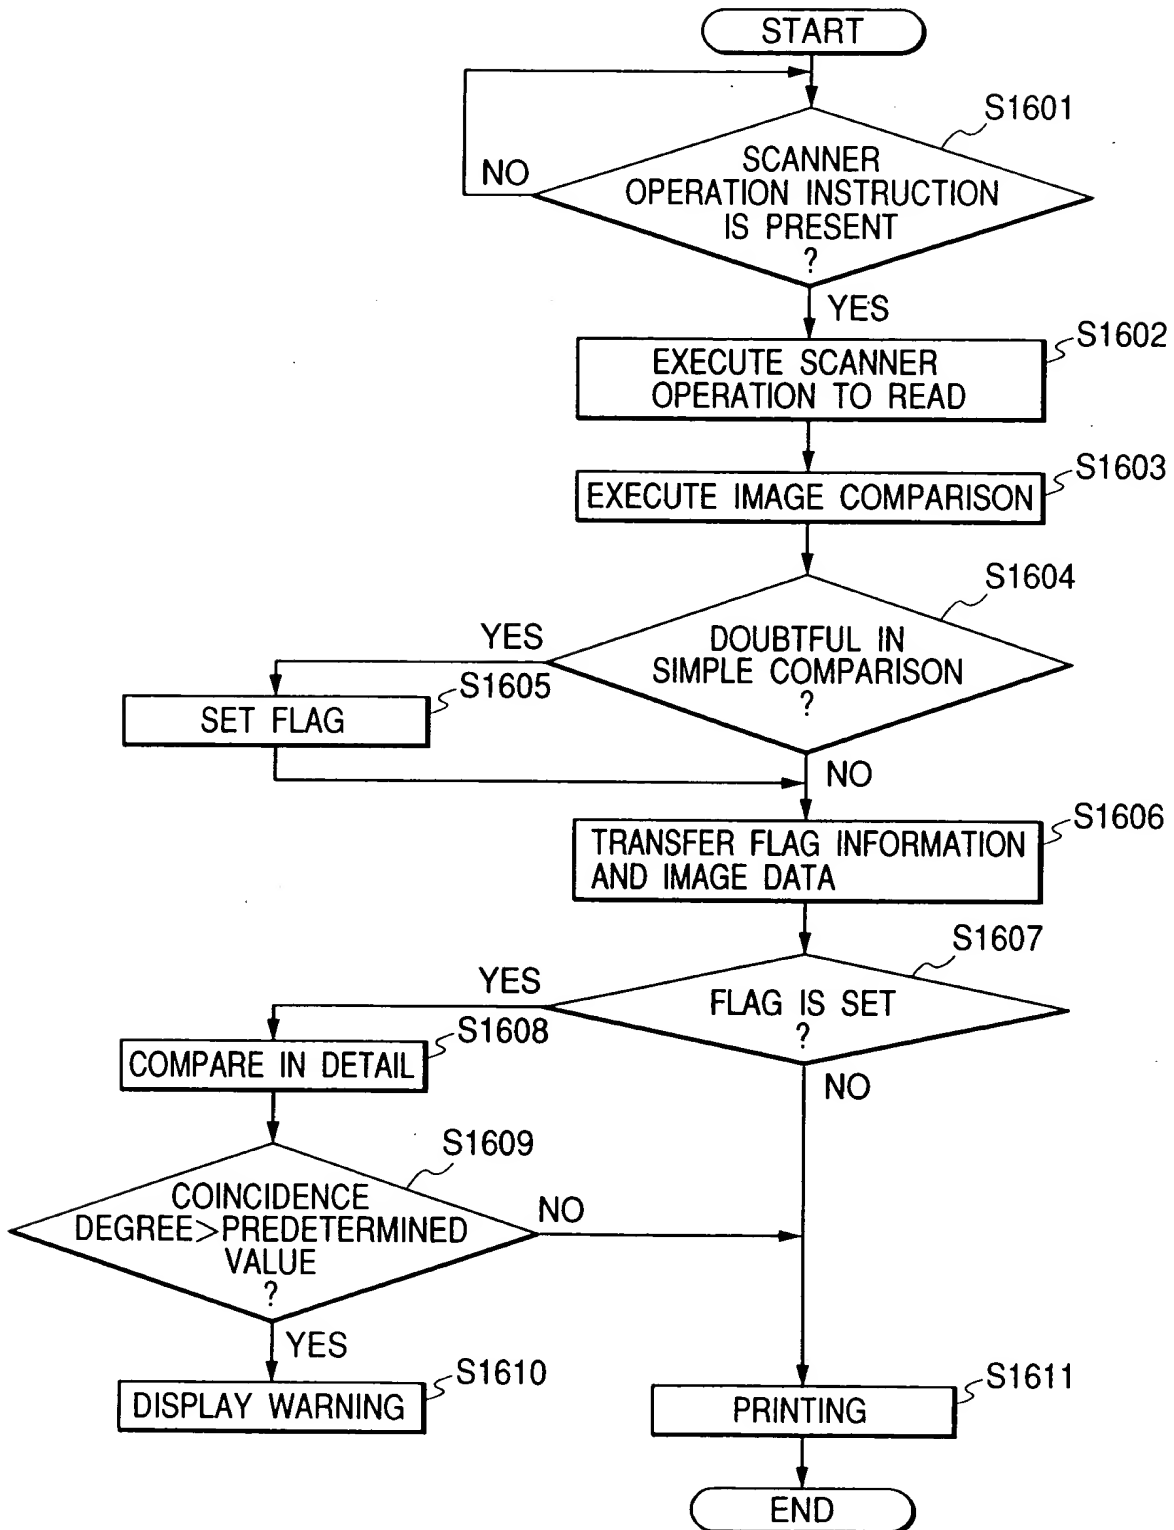 START
S1601
NO
SCANNER
OPERATION INSTRUCTION
IS PRESENT
?
YES
S1602
EXECUTE SCANNER
OPERATION TO READ
S1603
EXECUTE IMAGE COMPARISON
S1604
YES
DOUBTFUL IN
SIMPLE COMPARISON
?
S1605
SET FLAG
NO
S1606
TRANSFER FLAG INFORMATION
AND IMAGE DATA
S1607
YES
FLAG IS SET
?
S1608
COMPARE IN DETAIL
NO
S1609
COINCIDENCE
DEGREE>PREDETERMINED
VALUE
?
NO
YES
S1610
DISPLAY WARNING
S1611
PRINTING
END